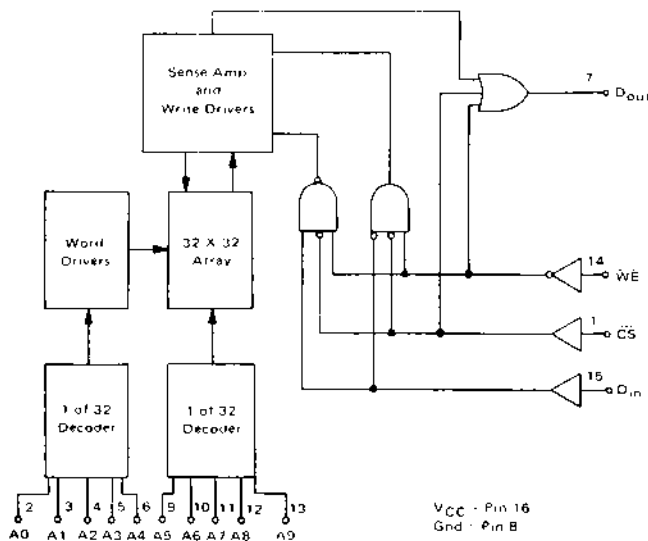 Sense Amp
and
Write Drivers
7
Dout
Word
Drivers
32 X 32
Array
14
WE
1
CS
15
Din
1 of 32
Decoder
1 of 32
Decoder
2 3 4 5 6 9 10 11 12 13
A0 A1 A2 A3 A4 A5 A6 A7 A8 A9
VCC - Pin 16
Gnd - Pin 8